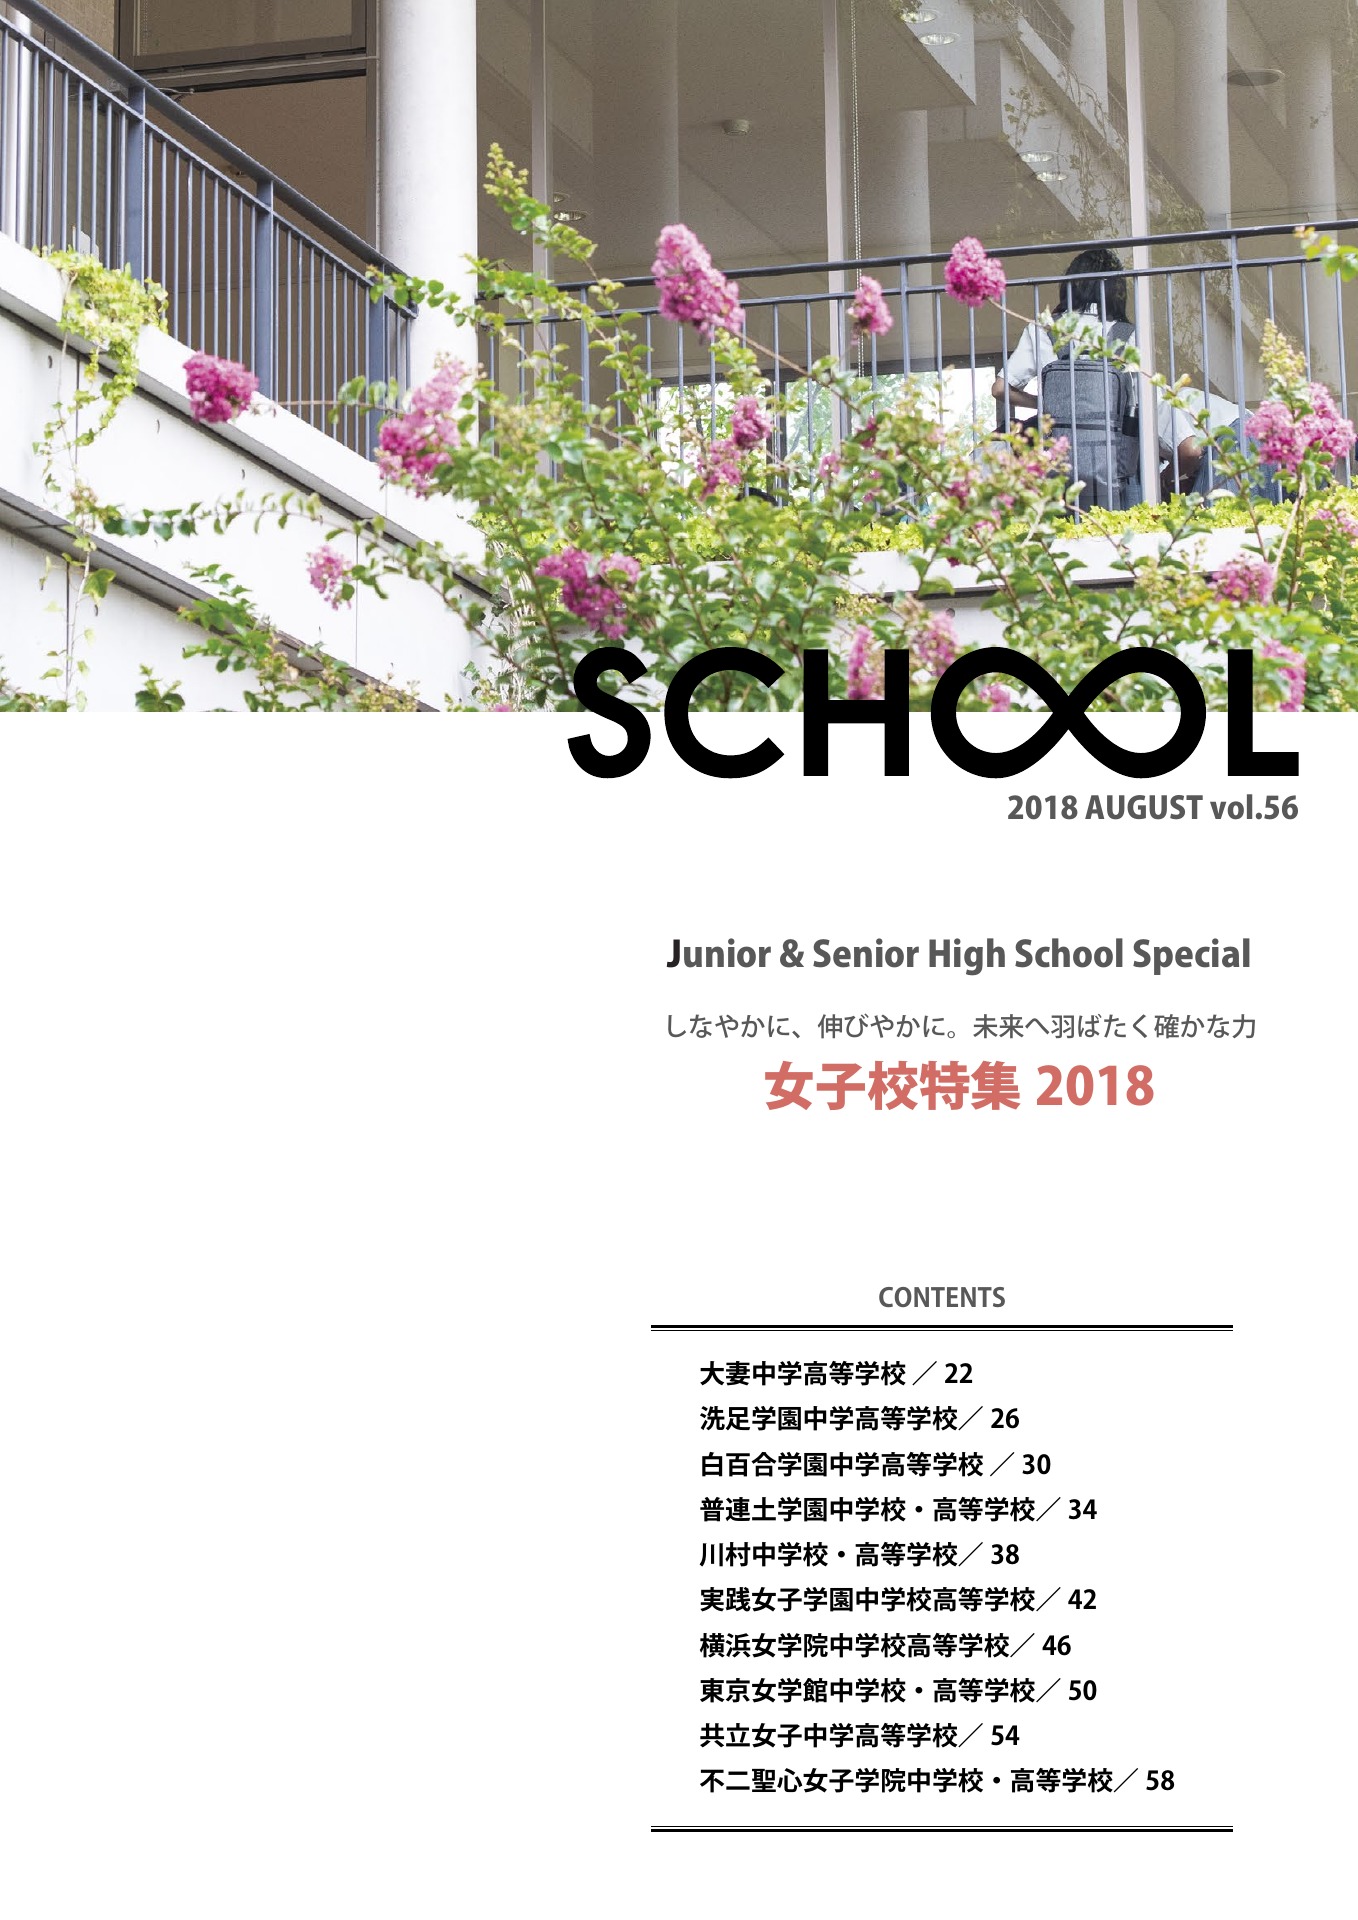 SCHOOL
2018 AUGUST vol.56
Junior & Senior High School Special
しなやかに、伸びやかに。未来へ羽ばたく確かな力
女子校特集 2018
CONTENTS
大妻中学高等学校 ／ 22
洗足学園中学高等学校／ 26
白百合学園中学高等学校 ／ 30
普連土学園中学校・高等学校／ 34
川村中学校・高等学校／ 38
実践女子学園中学校高等学校／ 42
横浜女学院中学校高等学校／ 46
東京女学館中学校・高等学校／ 50
共立女子中学高等学校／ 54
不二聖心女子学院中学校・高等学校／ 58